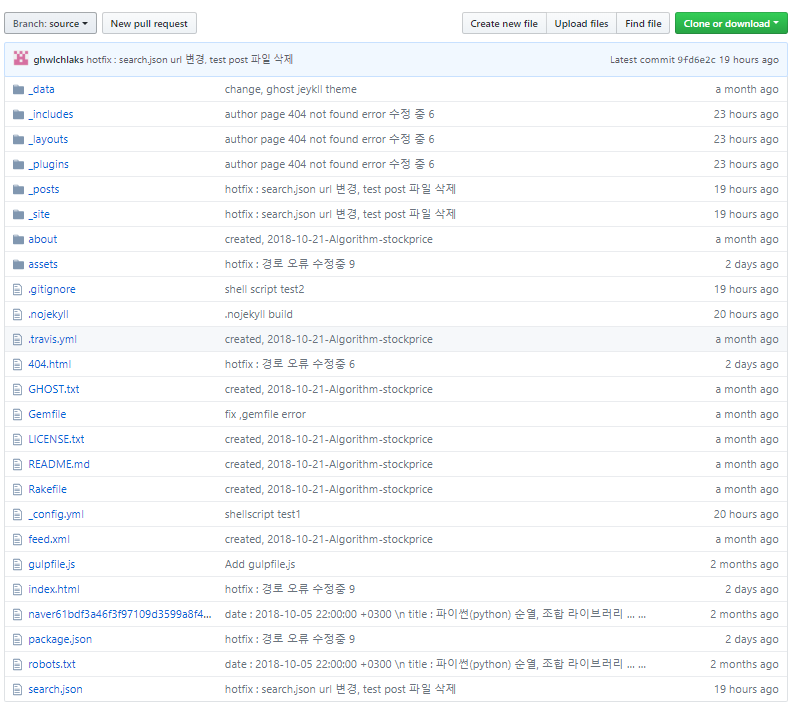 Branch: source New pull request Create new file Upload files Find file Clone or download
ghwlchlaks hotfix : search.json url 변경, test post 파일 삭제 Latest commit 9fd6e2c 19 hours ago
_data change, ghost jeykll theme a month ago
_includes author page 404 not found error 수정 중 6 23 hours ago
_layouts author page 404 not found error 수정 중 6 23 hours ago
_plugins author page 404 not found error 수정 중 6 23 hours ago
_posts hotfix : search.json url 변경, test post 파일 삭제 19 hours ago
_site hotfix : search.json url 변경, test post 파일 삭제 19 hours ago
about created, 2018-10-21-Algorithm-stockprice a month ago
assets hotfix : 경로 오류 수정중 9 2 days ago
.gitignore shell script test2 19 hours ago
.nojekyll .nojekyll build 20 hours ago
.travis.yml created, 2018-10-21-Algorithm-stockprice a month ago
404.html hotfix : 경로 오류 수정중 6 2 days ago
GHOST.txt created, 2018-10-21-Algorithm-stockprice a month ago
Gemfile fix ,gemfile error a month ago
LICENSE.txt created, 2018-10-21-Algorithm-stockprice a month ago
README.md created, 2018-10-21-Algorithm-stockprice a month ago
Rakefile created, 2018-10-21-Algorithm-stockprice a month ago
_config.yml shellscript test1 20 hours ago
feed.xml created, 2018-10-21-Algorithm-stockprice a month ago
gulpfile.js Add gulpfile.js 2 months ago
index.html hotfix : 경로 오류 수정중 9 2 days ago
naver61bdf3a46f3f97109d3599a8f4... date : 2018-10-05 22:00:00 +0300 \n title : 파이썬(python) 순열, 조합 라이브러리 ... ... 2 months ago
package.json hotfix : 경로 오류 수정중 9 2 days ago
robots.txt date : 2018-10-05 22:00:00 +0300 \n title : 파이썬(python) 순열, 조합 라이브러리 ... ... 2 months ago
search.json hotfix : search.json url 변경, test post 파일 삭제 19 hours ago